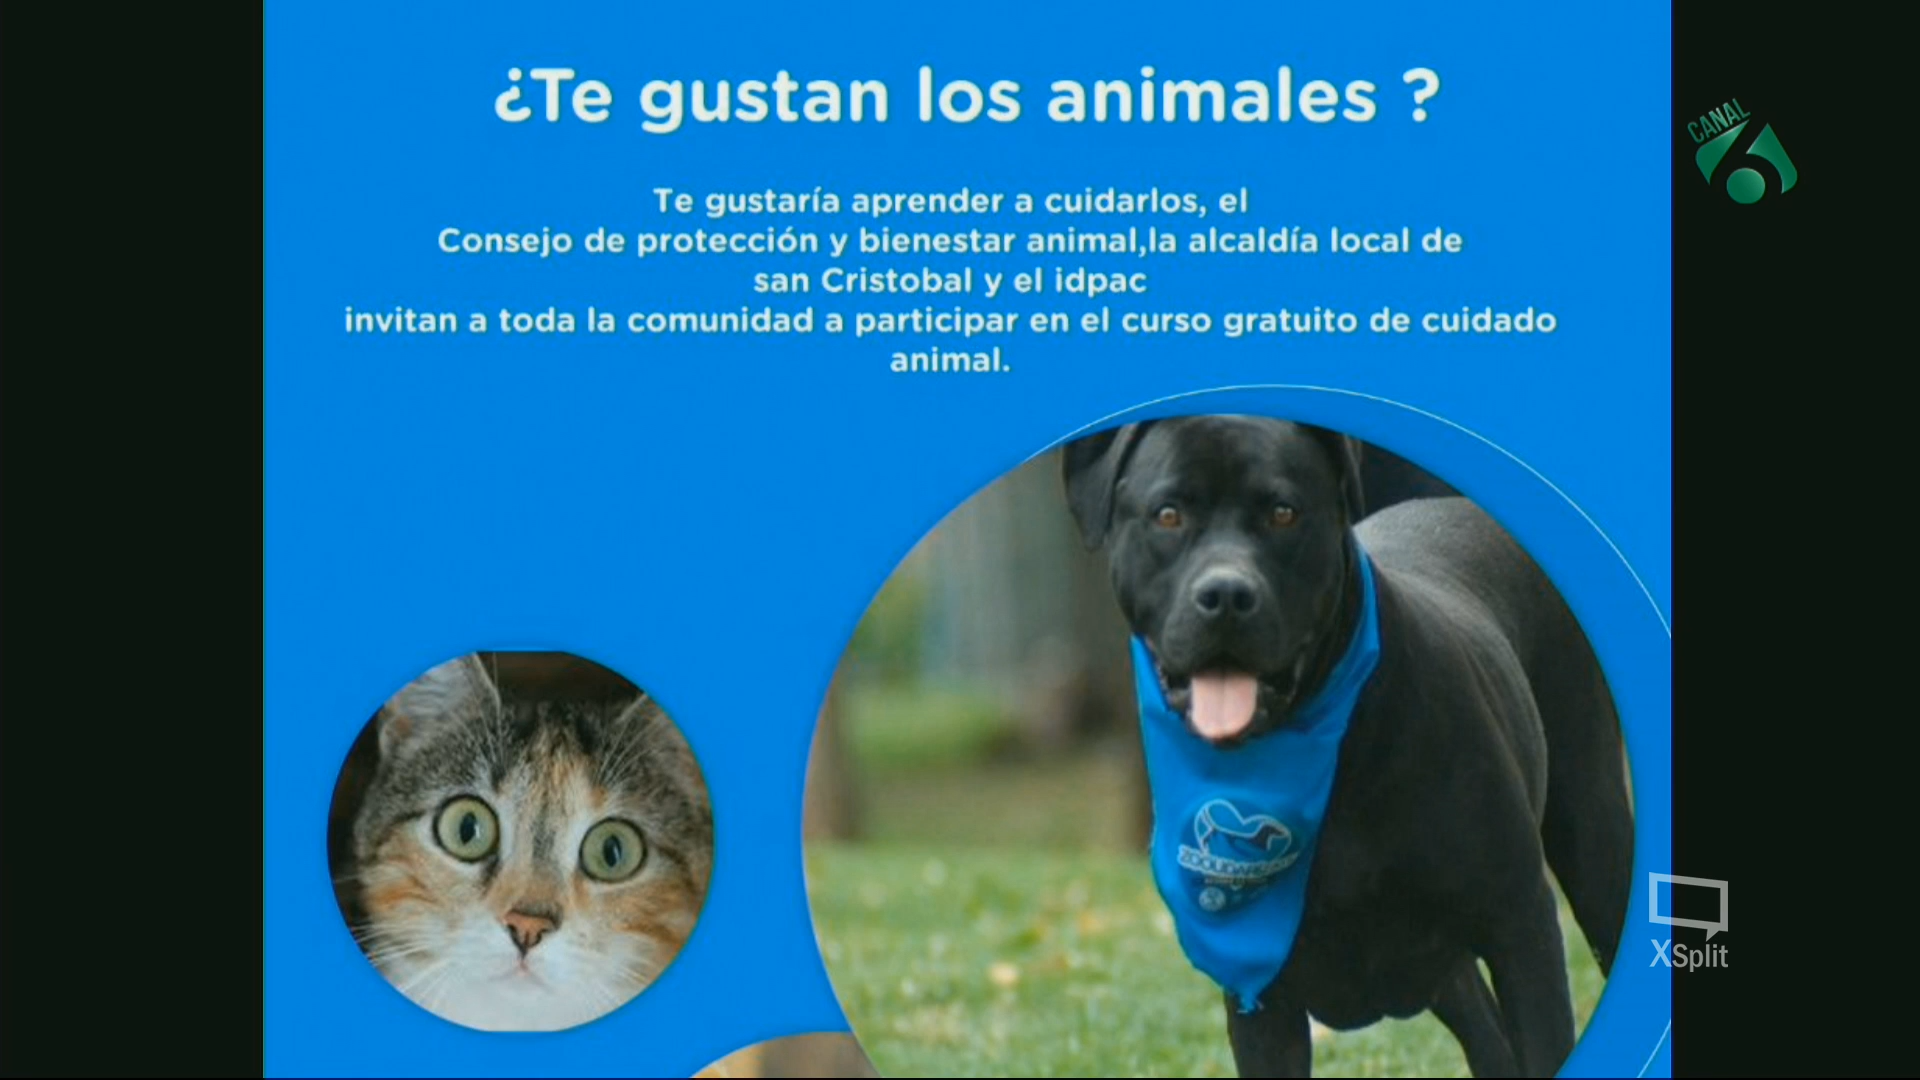 ¿Te gustan los animales ?
CANAL
6
Te gustaría aprender a cuidarlos, el
Consejo de protección y bienestar animal,la alcaldía local de
san Cristobal y el idpac
invitan a toda la comunidad a participar en el curso gratuito de cuidado
animal.
XSplit